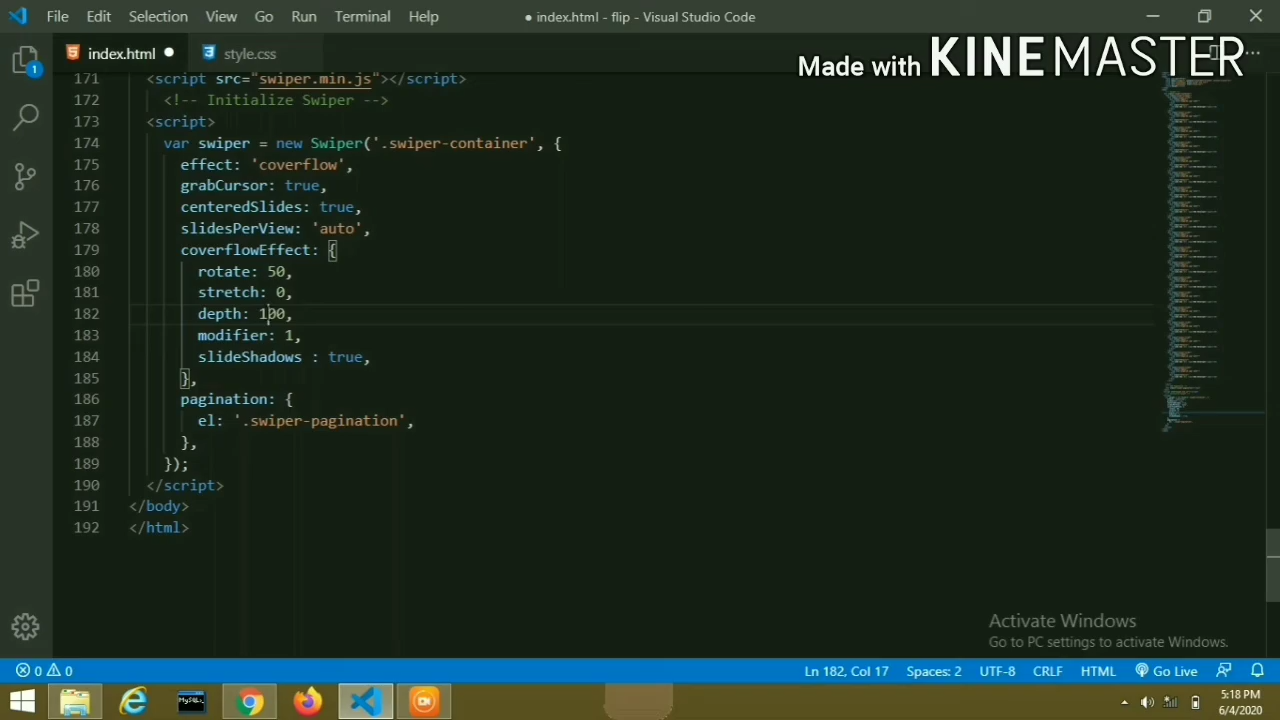 File Edit Selection View Go Run Terminal Help
● index.html - flip - Visual Studio Code
index.html ● style.css
Made with KINEMASTER
1
171 <script src="swiper.min.js"></script>
172 <!-- Initialize Swiper -->
173 <script>
174 var swiper = new Swiper('.swiper-container', {
175 effect: 'coverflow',
176 grabCursor: true,
177 centeredSlides: true,
178 slidesPerView: 'auto',
179 coverflowEffect: {
180 rotate: 50,
181 stretch: 0,
182 depth: 100,
183 modifier: 1,
184 slideShadows : true,
185 },
186 pagination: {
187 el: '.swiper-pagination',
188 },
189 });
190 </script>
191 </body>
192 </html>
Activate Windows
Go to PC settings to activate Windows.
0 0 Ln 182, Col 17 Spaces: 2 UTF-8 CRLF HTML Go Live
MySQL
5:18 PM
6/4/2020